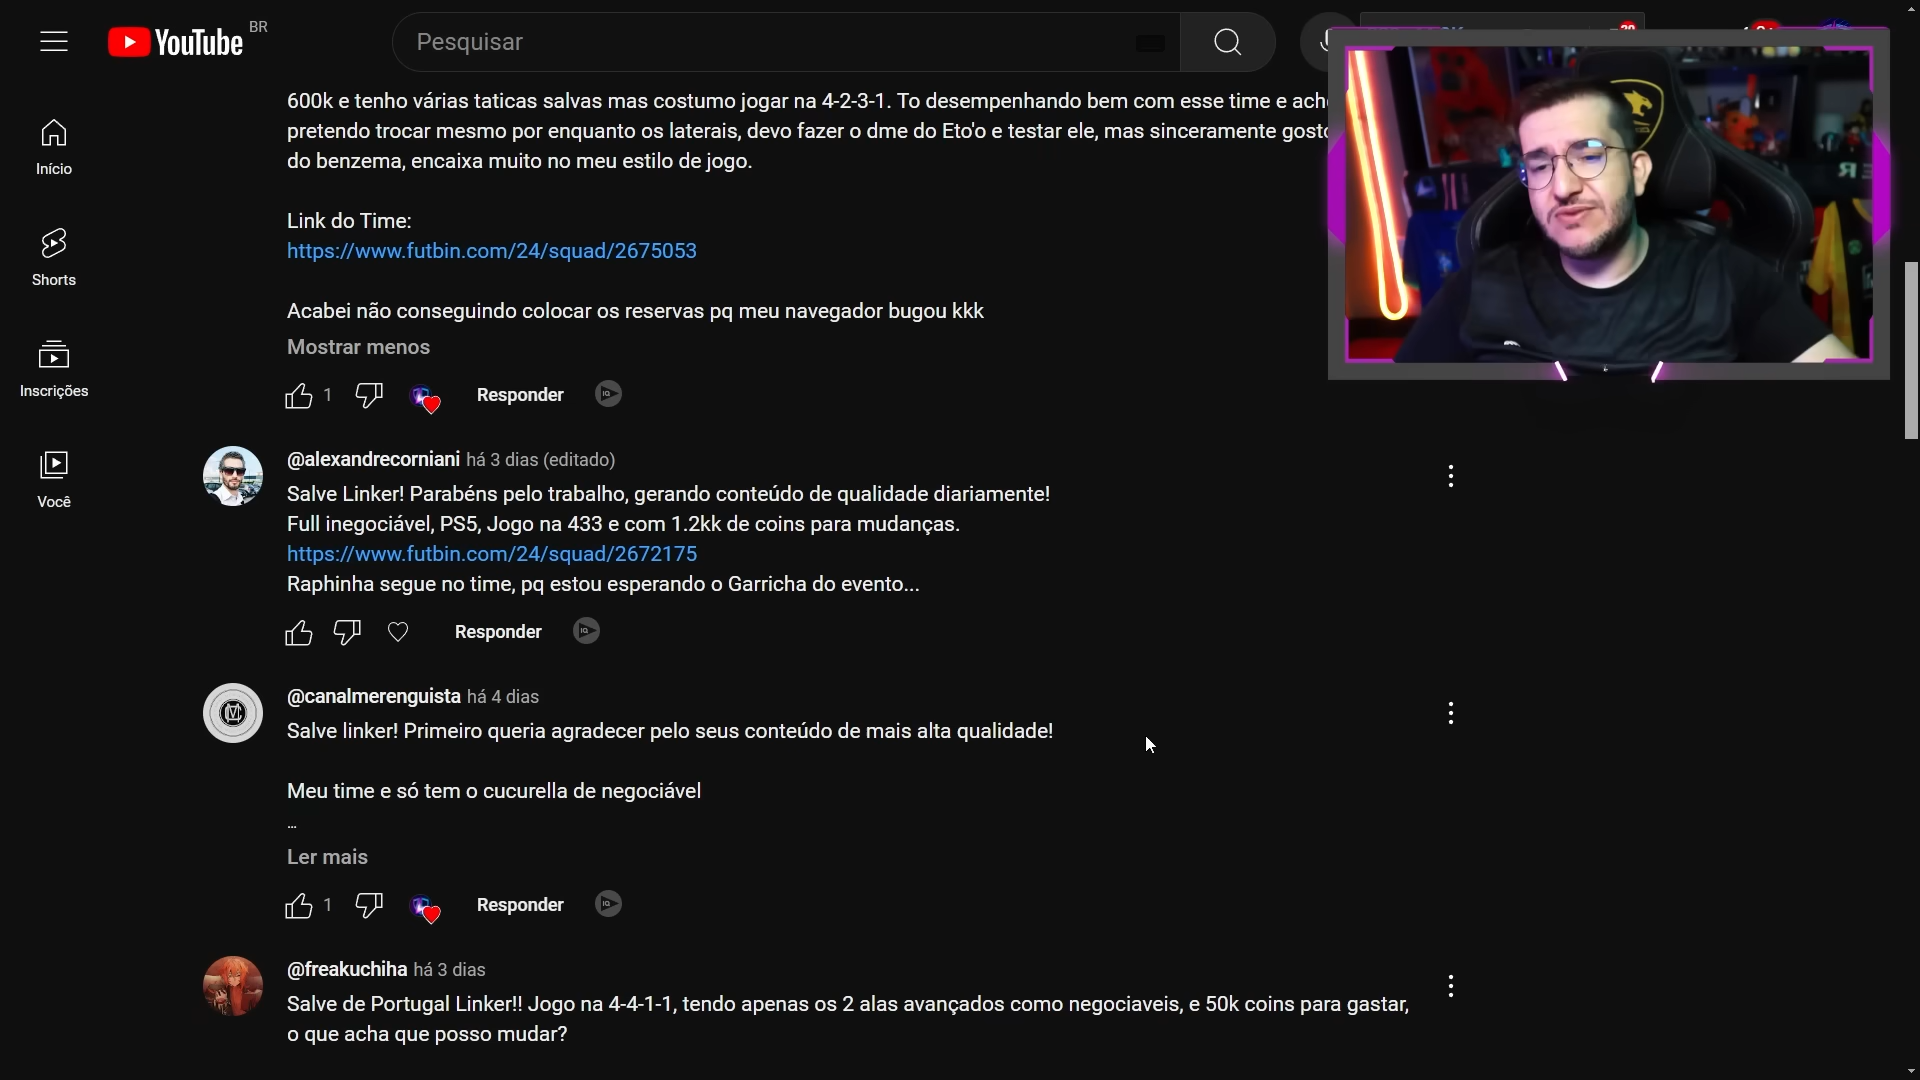 YouTube BR
Pesquisar
600k e tenho várias taticas salvas mas costumo jogar na 4-2-3-1. To desempenhando bem com esse time e
pretendo trocar mesmo por enquanto os laterais, devo fazer o dme do Eto'o e testar ele, mas sinceramente
do benzema, encaixa muito no meu estilo de jogo.
Início
Link do Time:
https://www.futbin.com/24/squad/2675053
Shorts
Acabei não conseguindo colocar os reservas pq meu navegador bugou kkk
Mostrar menos
Inscrições
1 Responder
@alexandrecorniani há 3 dias (editado)
Salve Linker! Parabéns pelo trabalho, gerando conteúdo de qualidade diariamente!
Você
Full inegociável, PS5, Jogo na 433 e com 1.2kk de coins para mudanças.
https://www.futbin.com/24/squad/2672175
Raphinha segue no time, pq estou esperando o Garricha do evento...
Responder
@canalmerenguista há 4 dias
Salve linker! Primeiro queria agradecer pelo seus conteúdo de mais alta qualidade!
Meu time e só tem o cucurella de negociável
...
Ler mais
1 Responder
@freakuchiha há 3 dias
Salve de Portugal Linker!! Jogo na 4-4-1-1, tendo apenas os 2 alas avançados como negociaveis, e 50k coins para gastar,
o que acha que posso mudar?